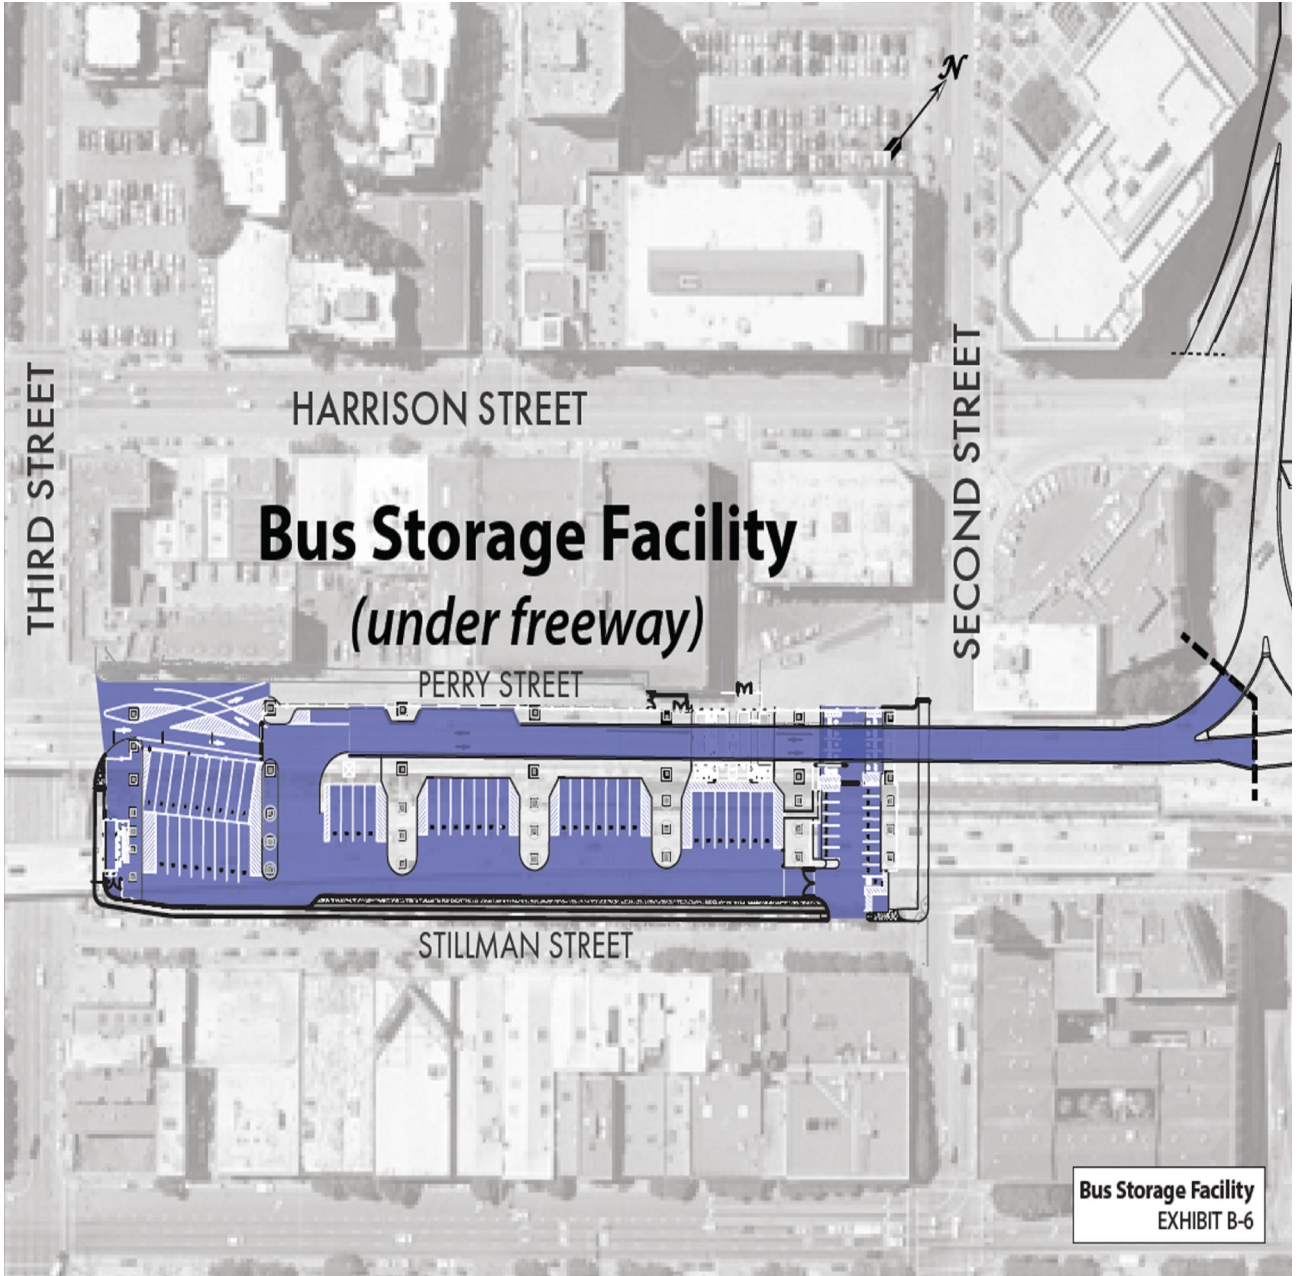 N
HARRISON STREET
THIRD STREET
SECOND STREET
Bus Storage Facility
(under freeway)
PERRY STREET
STILLMAN STREET
Bus Storage Facility
EXHIBIT B-6